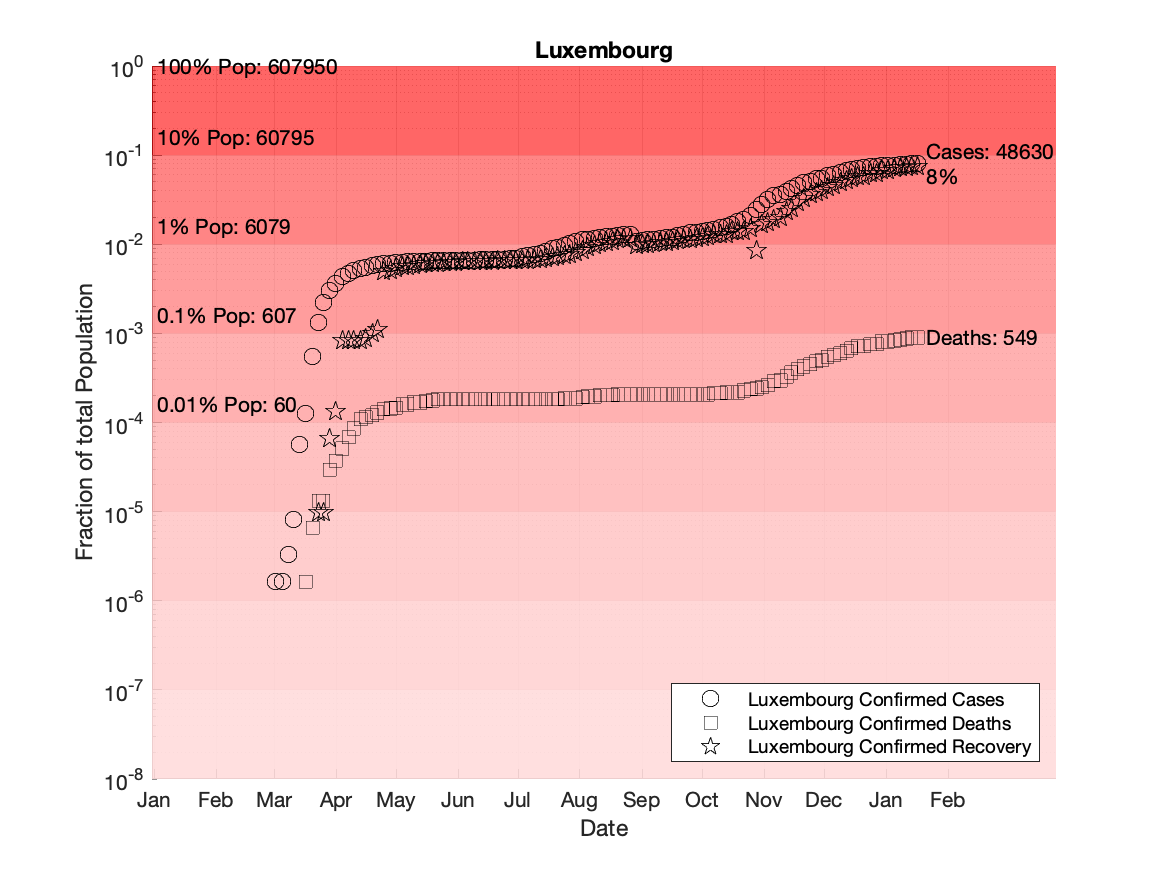 Luxembourg
10^0
100% Pop: 607950
10% Pop: 60795
10^-1
Cases: 48630
8%
1% Pop: 6079
10^-2
0.1% Pop: 607
10^-3
Deaths: 549
0.01% Pop: 60
10^-4
10^-5
10^-6
10^-7
10^-8
Fraction of total Population
Luxembourg Confirmed Cases
Luxembourg Confirmed Deaths
Luxembourg Confirmed Recovery
Jan Feb Mar Apr May Jun Jul Aug Sep Oct Nov Dec Jan Feb
Date